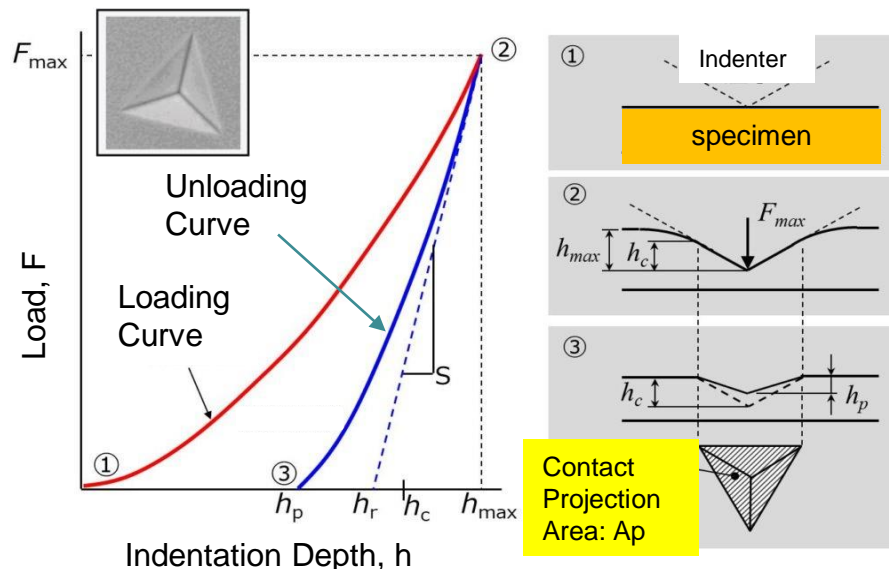 F_max
②
Unloading
Curve
Load, F
Loading
Curve
S
①
③
h_p
h_r
h_c
h_max
Indentation Depth, h
①
Indenter
specimen
②
F_max
h_max
h_c
③
h_c
h_p
Contact
Projection
Area: Ap